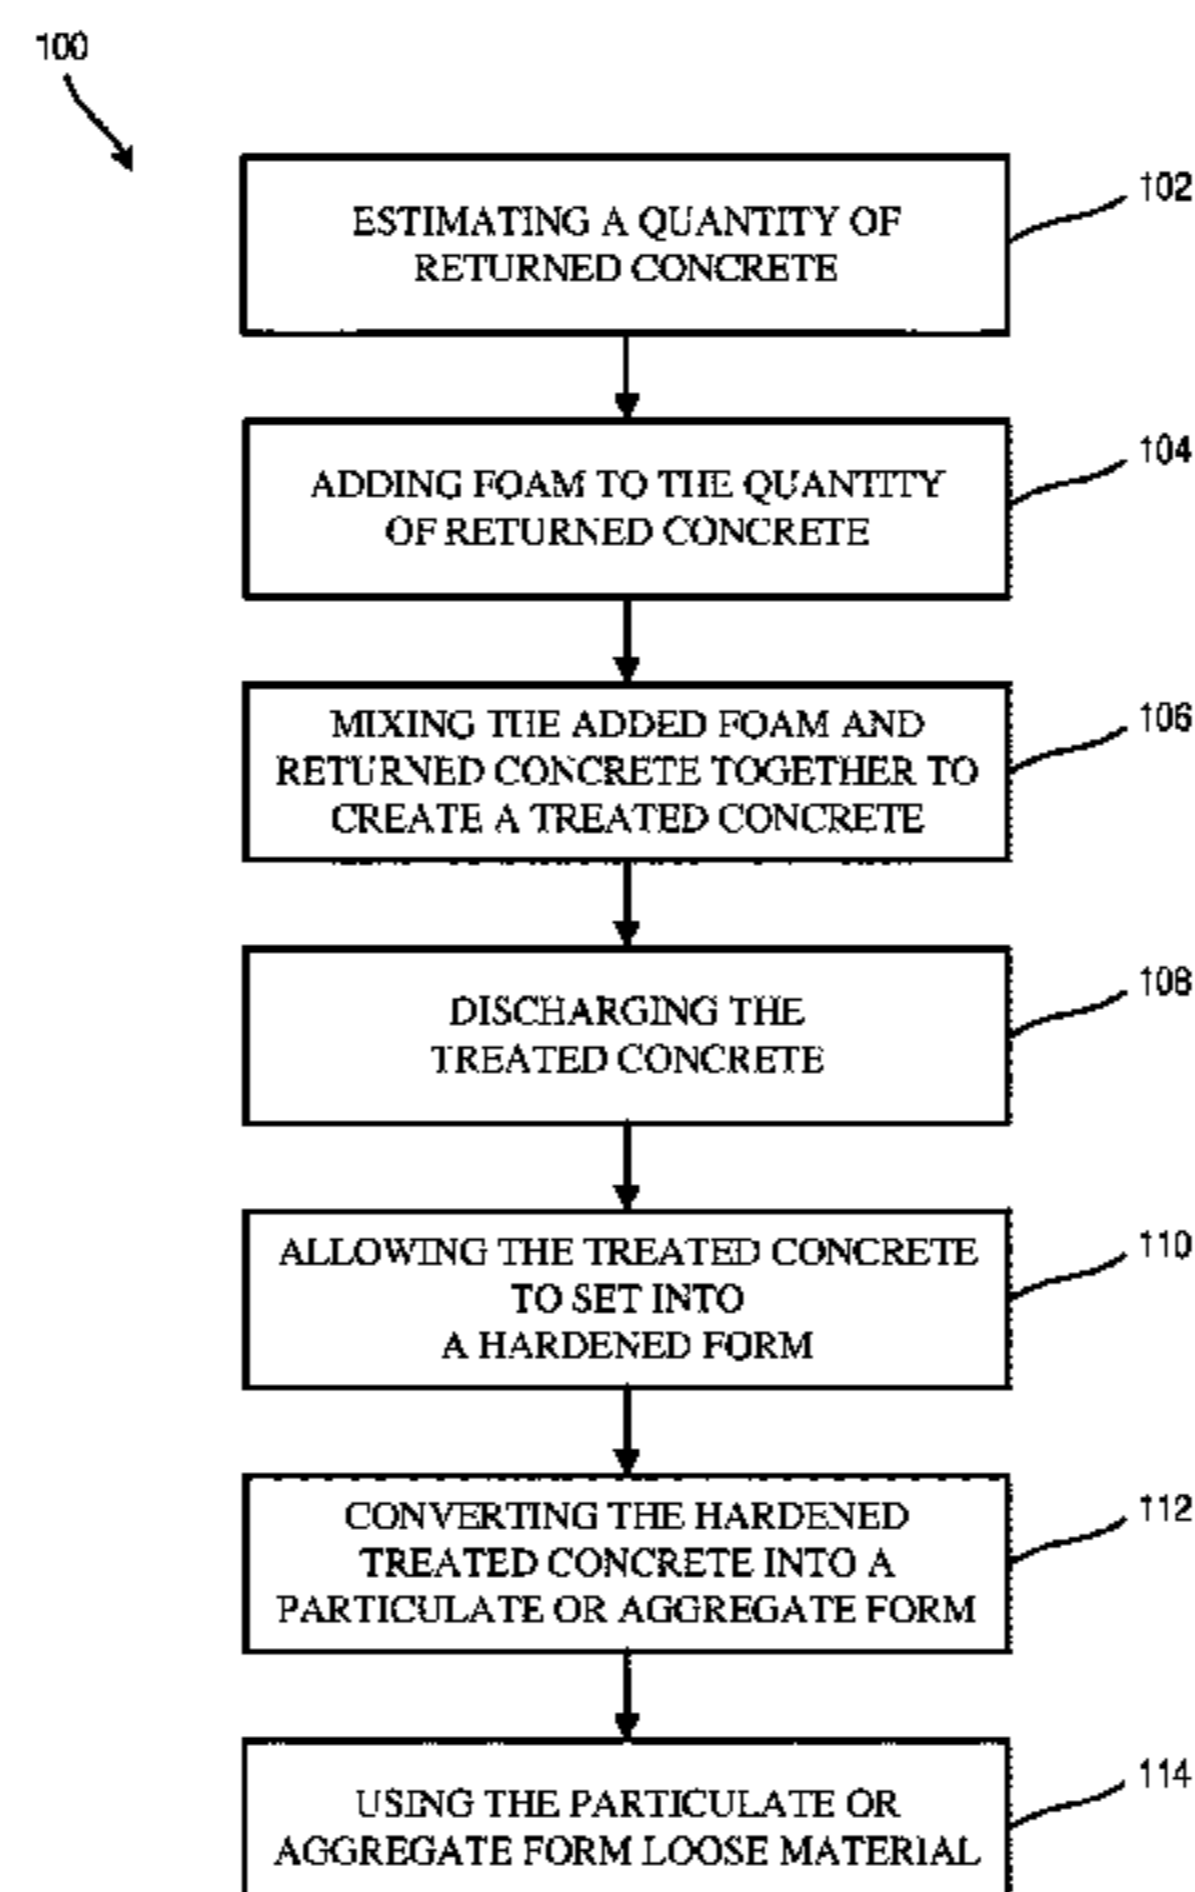 100
ESTIMATING A QUANTITY OF
RETURNED CONCRETE
102
ADDING FOAM TO THE QUANTITY
OF RETURNED CONCRETE
104
MIXING THE ADDED FOAM AND
RETURNED CONCRETE TOGETHER TO
CREATE A TREATED CONCRETE
106
DISCHARGING THE
TREATED CONCRETE
108
ALLOWING THE TREATED CONCRETE
TO SET INTO
A HARDENED FORM
110
CONVERTING THE HARDENED
TREATED CONCRETE INTO A
PARTICULATE OR AGGREGATE FORM
112
USING THE PARTICULATE OR
AGGREGATE FORM LOOSE MATERIAL
114